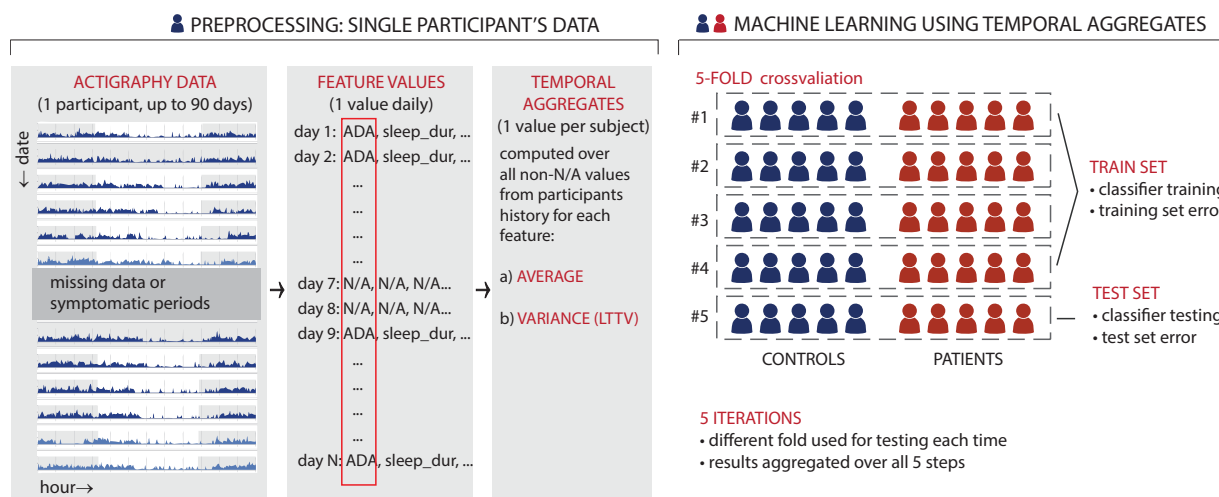 PREPROCESSING: SINGLE PARTICIPANT'S DATA
ACTIGRAPHY DATA
(1 participant, up to 90 days)
← date
missing data or
symptomatic periods
hour→
FEATURE VALUES
(1 value daily)
day 1: ADA, sleep_dur, ...
day 2: ADA, sleep_dur, ...
...
...
...
...
day 7: N/A, N/A, N/A...
day 8: N/A, N/A, N/A...
day 9: ADA, sleep_dur, ...
...
...
...
...
day N: ADA, sleep_dur, ...
TEMPORAL
AGGREGATES
(1 value per subject)
computed over
all non-N/A values
from participants
history for each
feature:
a) AVERAGE
b) VARIANCE (LTTV)
MACHINE LEARNING USING TEMPORAL AGGREGATES
5-FOLD crossvaliation
#1
#2
#3
#4
#5
CONTROLS
PATIENTS
TRAIN SET
• classifier training
• training set error
TEST SET
• classifier testing
• test set error
5 ITERATIONS
• different fold used for testing each time
• results aggregated over all 5 steps